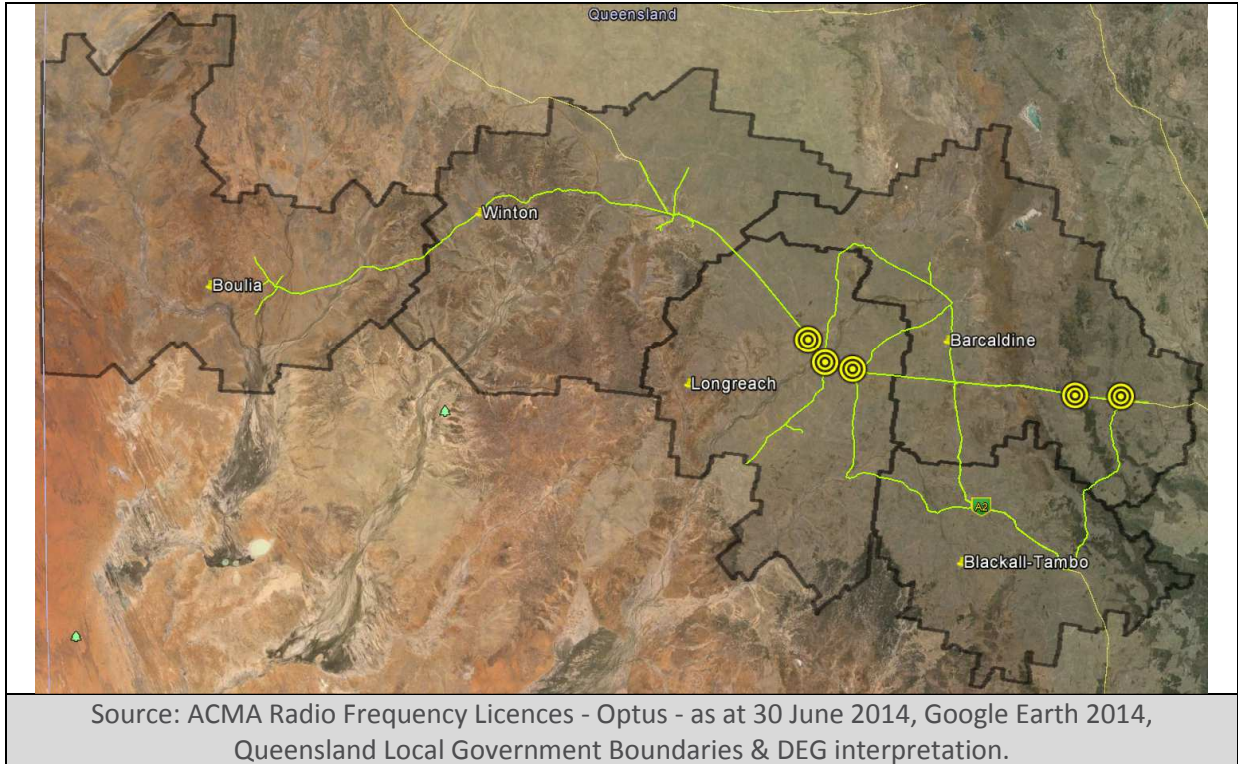 Queensland
Winton
Boulia
Barcaldine
Longreach
A2
Blackall-Tambo
Source: ACMA Radio Frequency Licences - Optus - as at 30 June 2014, Google Earth 2014,
Queensland Local Government Boundaries & DEG interpretation.